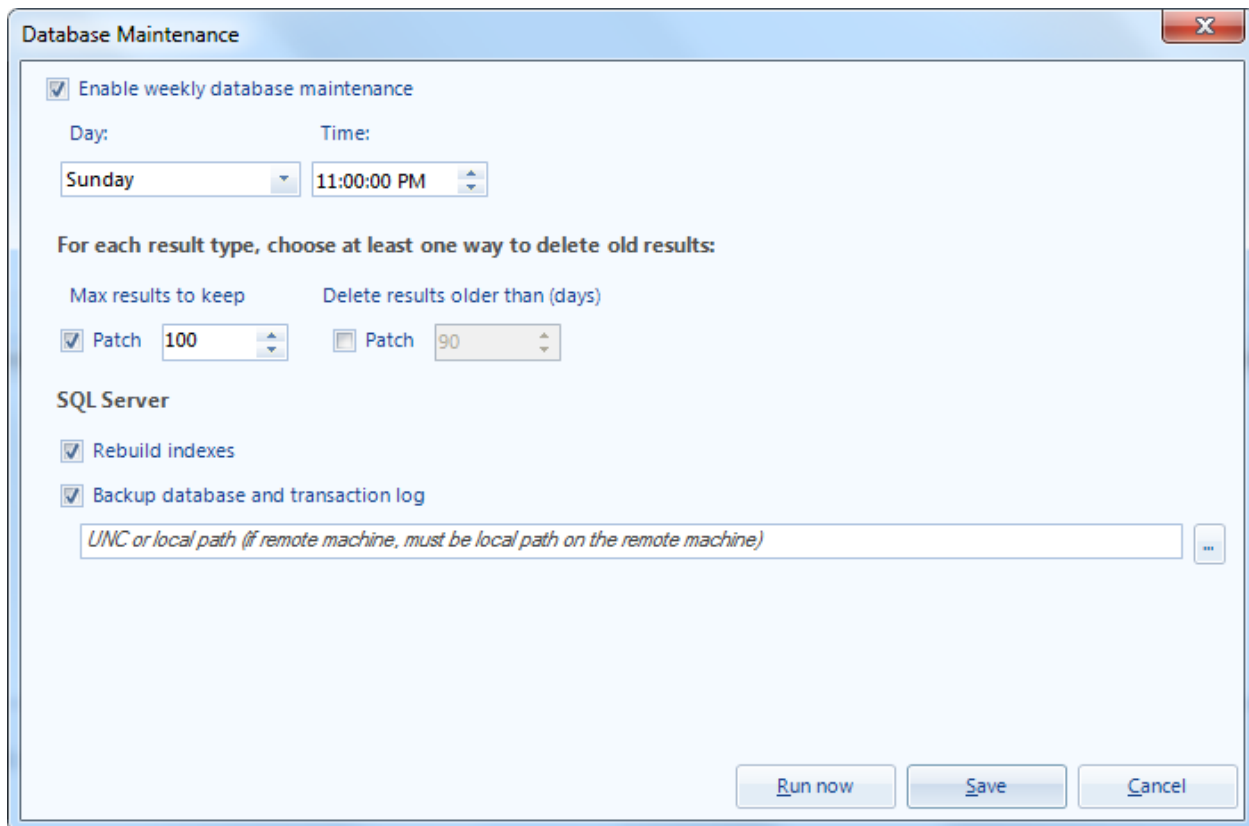 Database Maintenance
Enable weekly database maintenance
Day: Time:
Sunday 11:00:00 PM
For each result type, choose at least one way to delete old results:
Max results to keep Delete results older than (days)
Patch 100 Patch 90
SQL Server
Rebuild indexes
Backup database and transaction log
UNC or local path (if remote machine, must be local path on the remote machine)
...
Run now Save Cancel